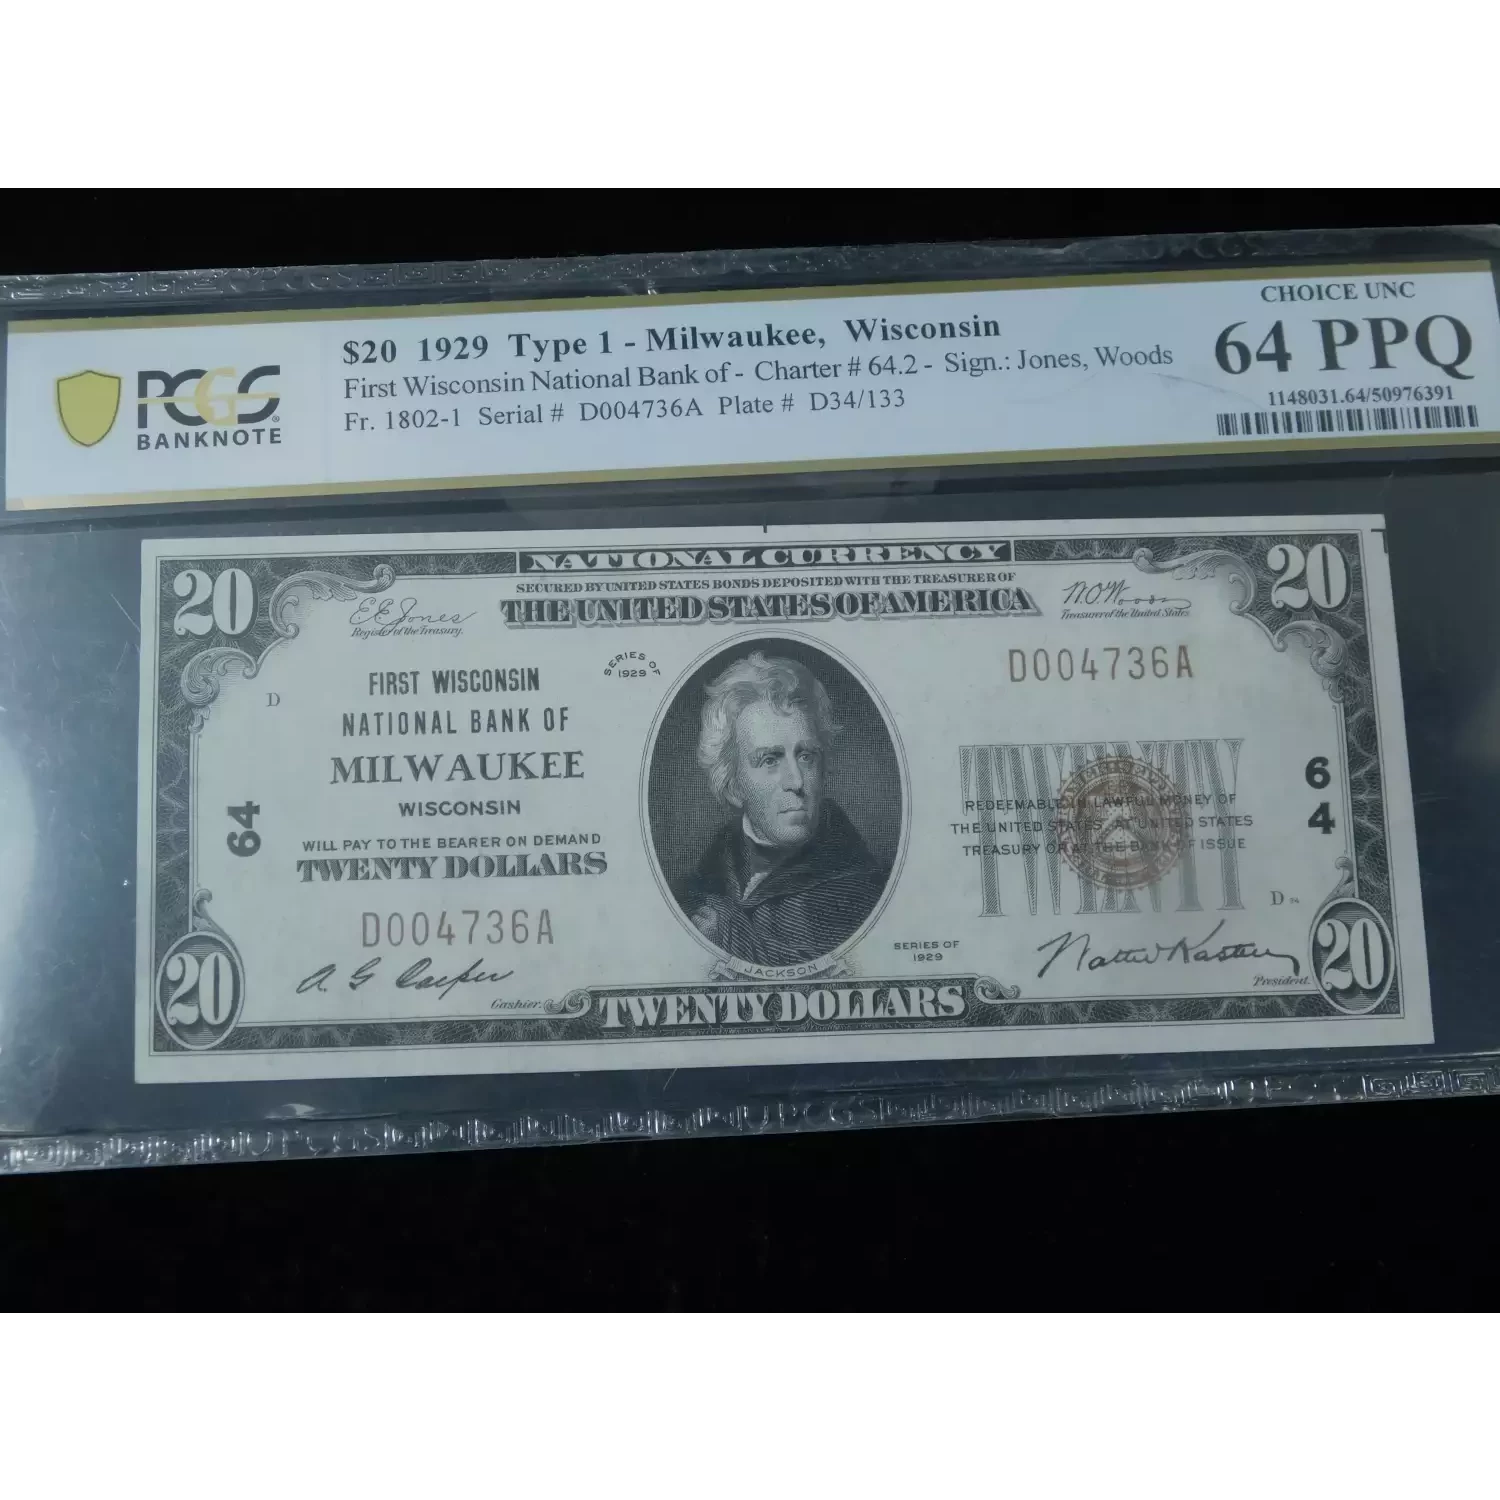 UPCGS
PCGS
BANKNOTE
$20 1929 Type 1 - Milwaukee, Wisconsin
First Wisconsin National Bank of - Charter # 64.2 - Sign.: Jones, Woods
Fr. 1802-1 Serial # D004736A Plate # D34/133
CHOICE UNC
64 PPQ
1148031.64/50976391
NATIONAL CURRENCY
SECURED BY UNITED STATES BONDS DEPOSITED WITH THE TREASURER OF
THE UNITED STATES OF AMERICA
20
20
E E Jones
Register of the Treasury.
W.O. Woods
Treasurer of the United States
FIRST WISCONSIN
NATIONAL BANK OF
MILWAUKEE
WISCONSIN
WILL PAY TO THE BEARER ON DEMAND
TWENTY DOLLARS
D
64
SERIES OF
1929
D004736A
D004736A
TWENTY
REDEEMABLE IN LAWFUL MONEY OF
THE UNITED STATES AT UNITED STATES
TREASURY OR AT THE BANK OF ISSUE
6
4
D
SERIES OF
1929
JACKSON
Cashier.
President.
20
TWENTY DOLLARS
20
UPCGS
UPCGS